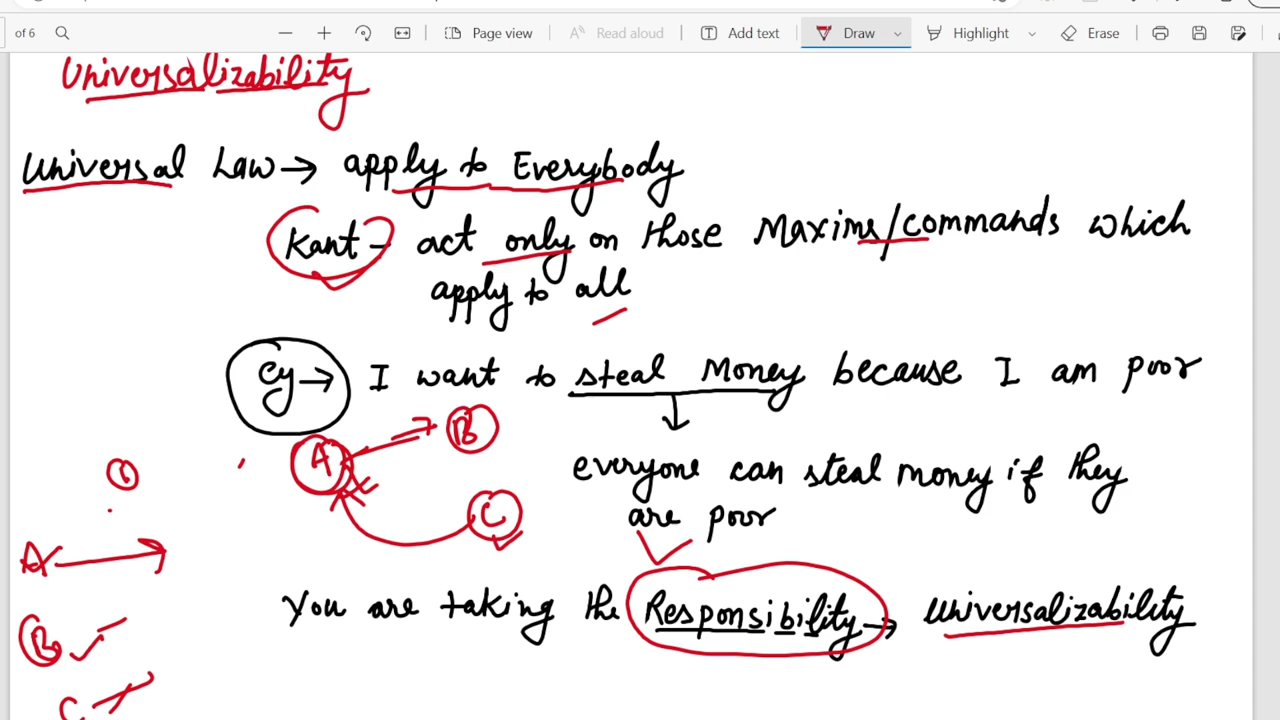 of 6
Page view
Read aloud
Add text
Draw
Highlight
Erase
Universalizability
Universal Law → apply to Everybody
Kant - act only on those Maxims/commands which
apply to all
Eg → I want to steal Money because I am poor
A B
everyone can steal money if they
C
are poor
A
You are taking the Responsibility → universalizability
B
C